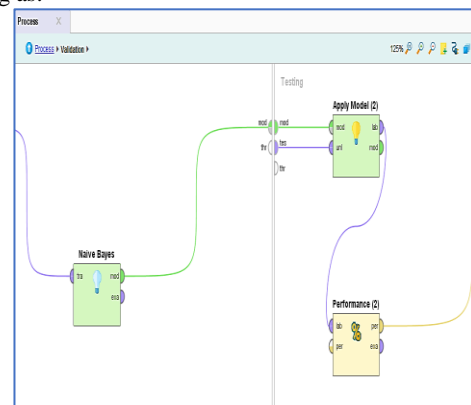 Process
Process ▸ Validation ▸
125%
Testing
mod mod
thr tes
thr
Apply Model (2)
mod lab
unl mod
Naive Bayes
tra mod
exa
Performance (2)
lab per
per exa